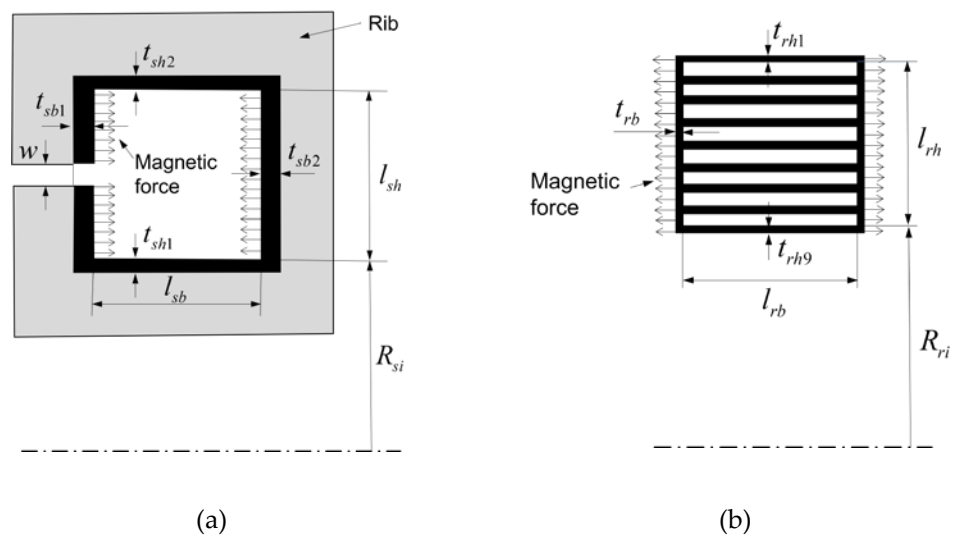 Rib
t_sh2
t_sb1
w
Magnetic
force
t_sb2
l_sh
t_sh1
l_sb
R_si
(a)
t_rh1
t_rb
l_rh
Magnetic
force
t_rh9
l_rb
R_ri
(b)